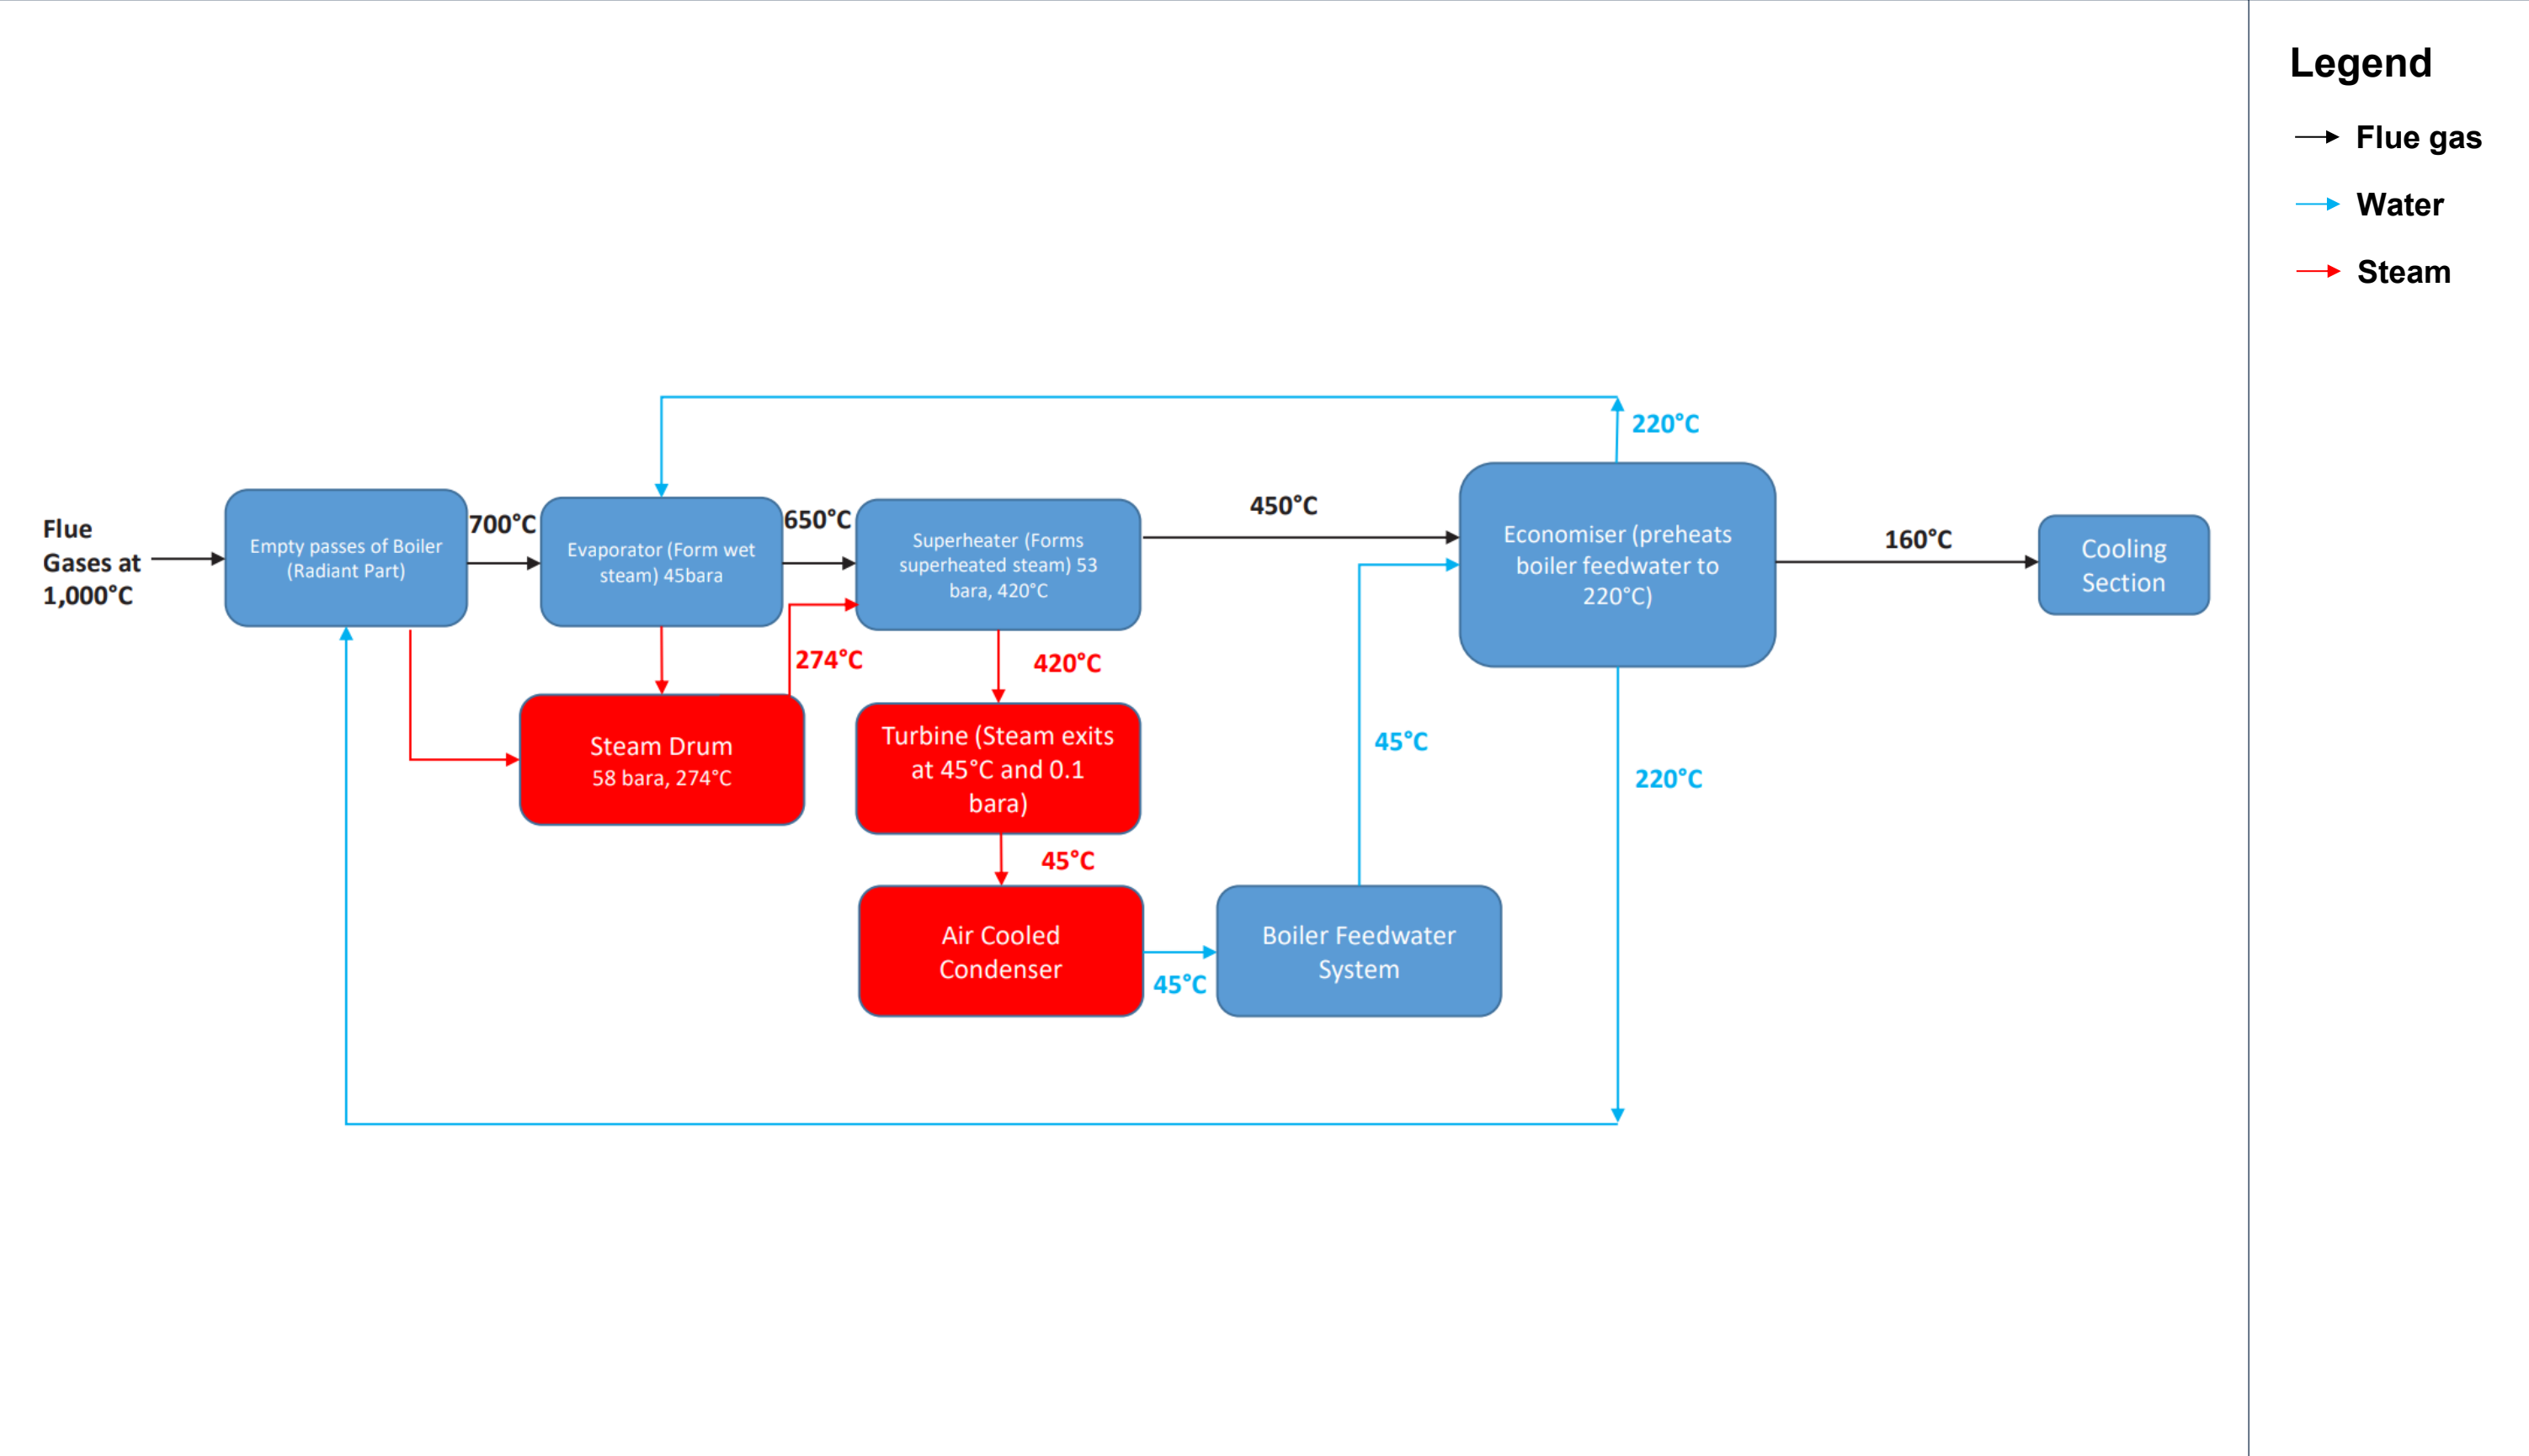 Legend
Flue gas
Water
Steam
220°C
Flue
Gases at
1,000°C
Empty passes of Boiler
(Radiant Part)
700°C
Evaporator (Form wet
steam) 45bara
650°C
Superheater (Forms
superheated steam) 53
bara, 420°C
450°C
Economiser (preheats
boiler feedwater to
220°C)
160°C
Cooling
Section
274°C
420°C
Steam Drum
58 bara, 274°C
Turbine (Steam exits
at 45°C and 0.1
bara)
45°C
220°C
45°C
Air Cooled
Condenser
45°C
Boiler Feedwater
System